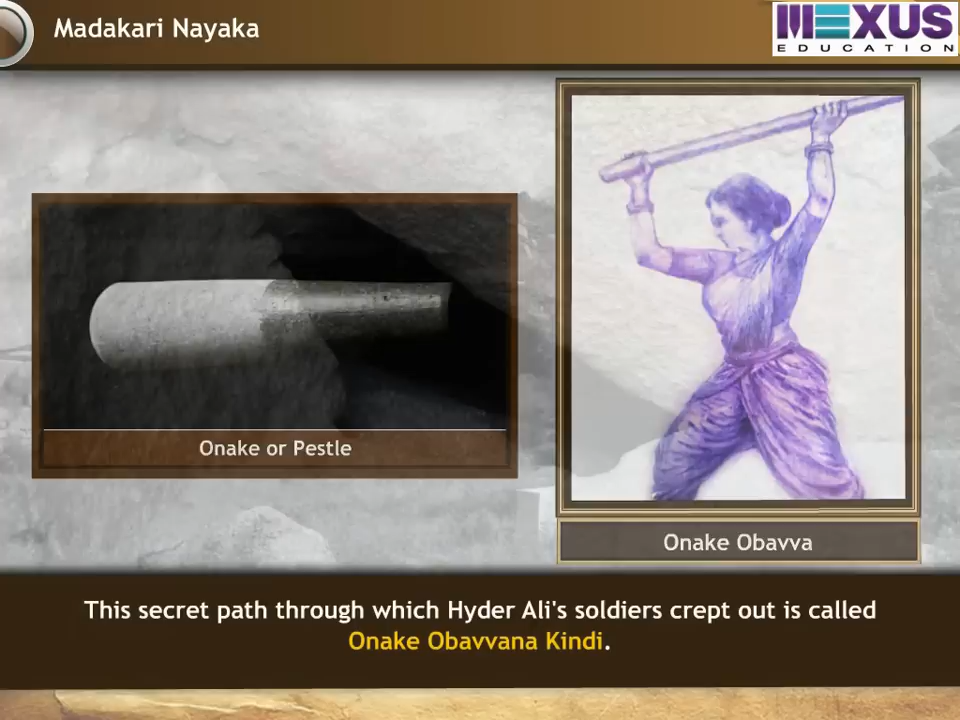 Madakari Nayaka
MEXUS
EDUCATION
Onake or Pestle
Onake Obavva
This secret path through which Hyder Ali's soldiers crept out is called
Onake Obavvana Kindi.